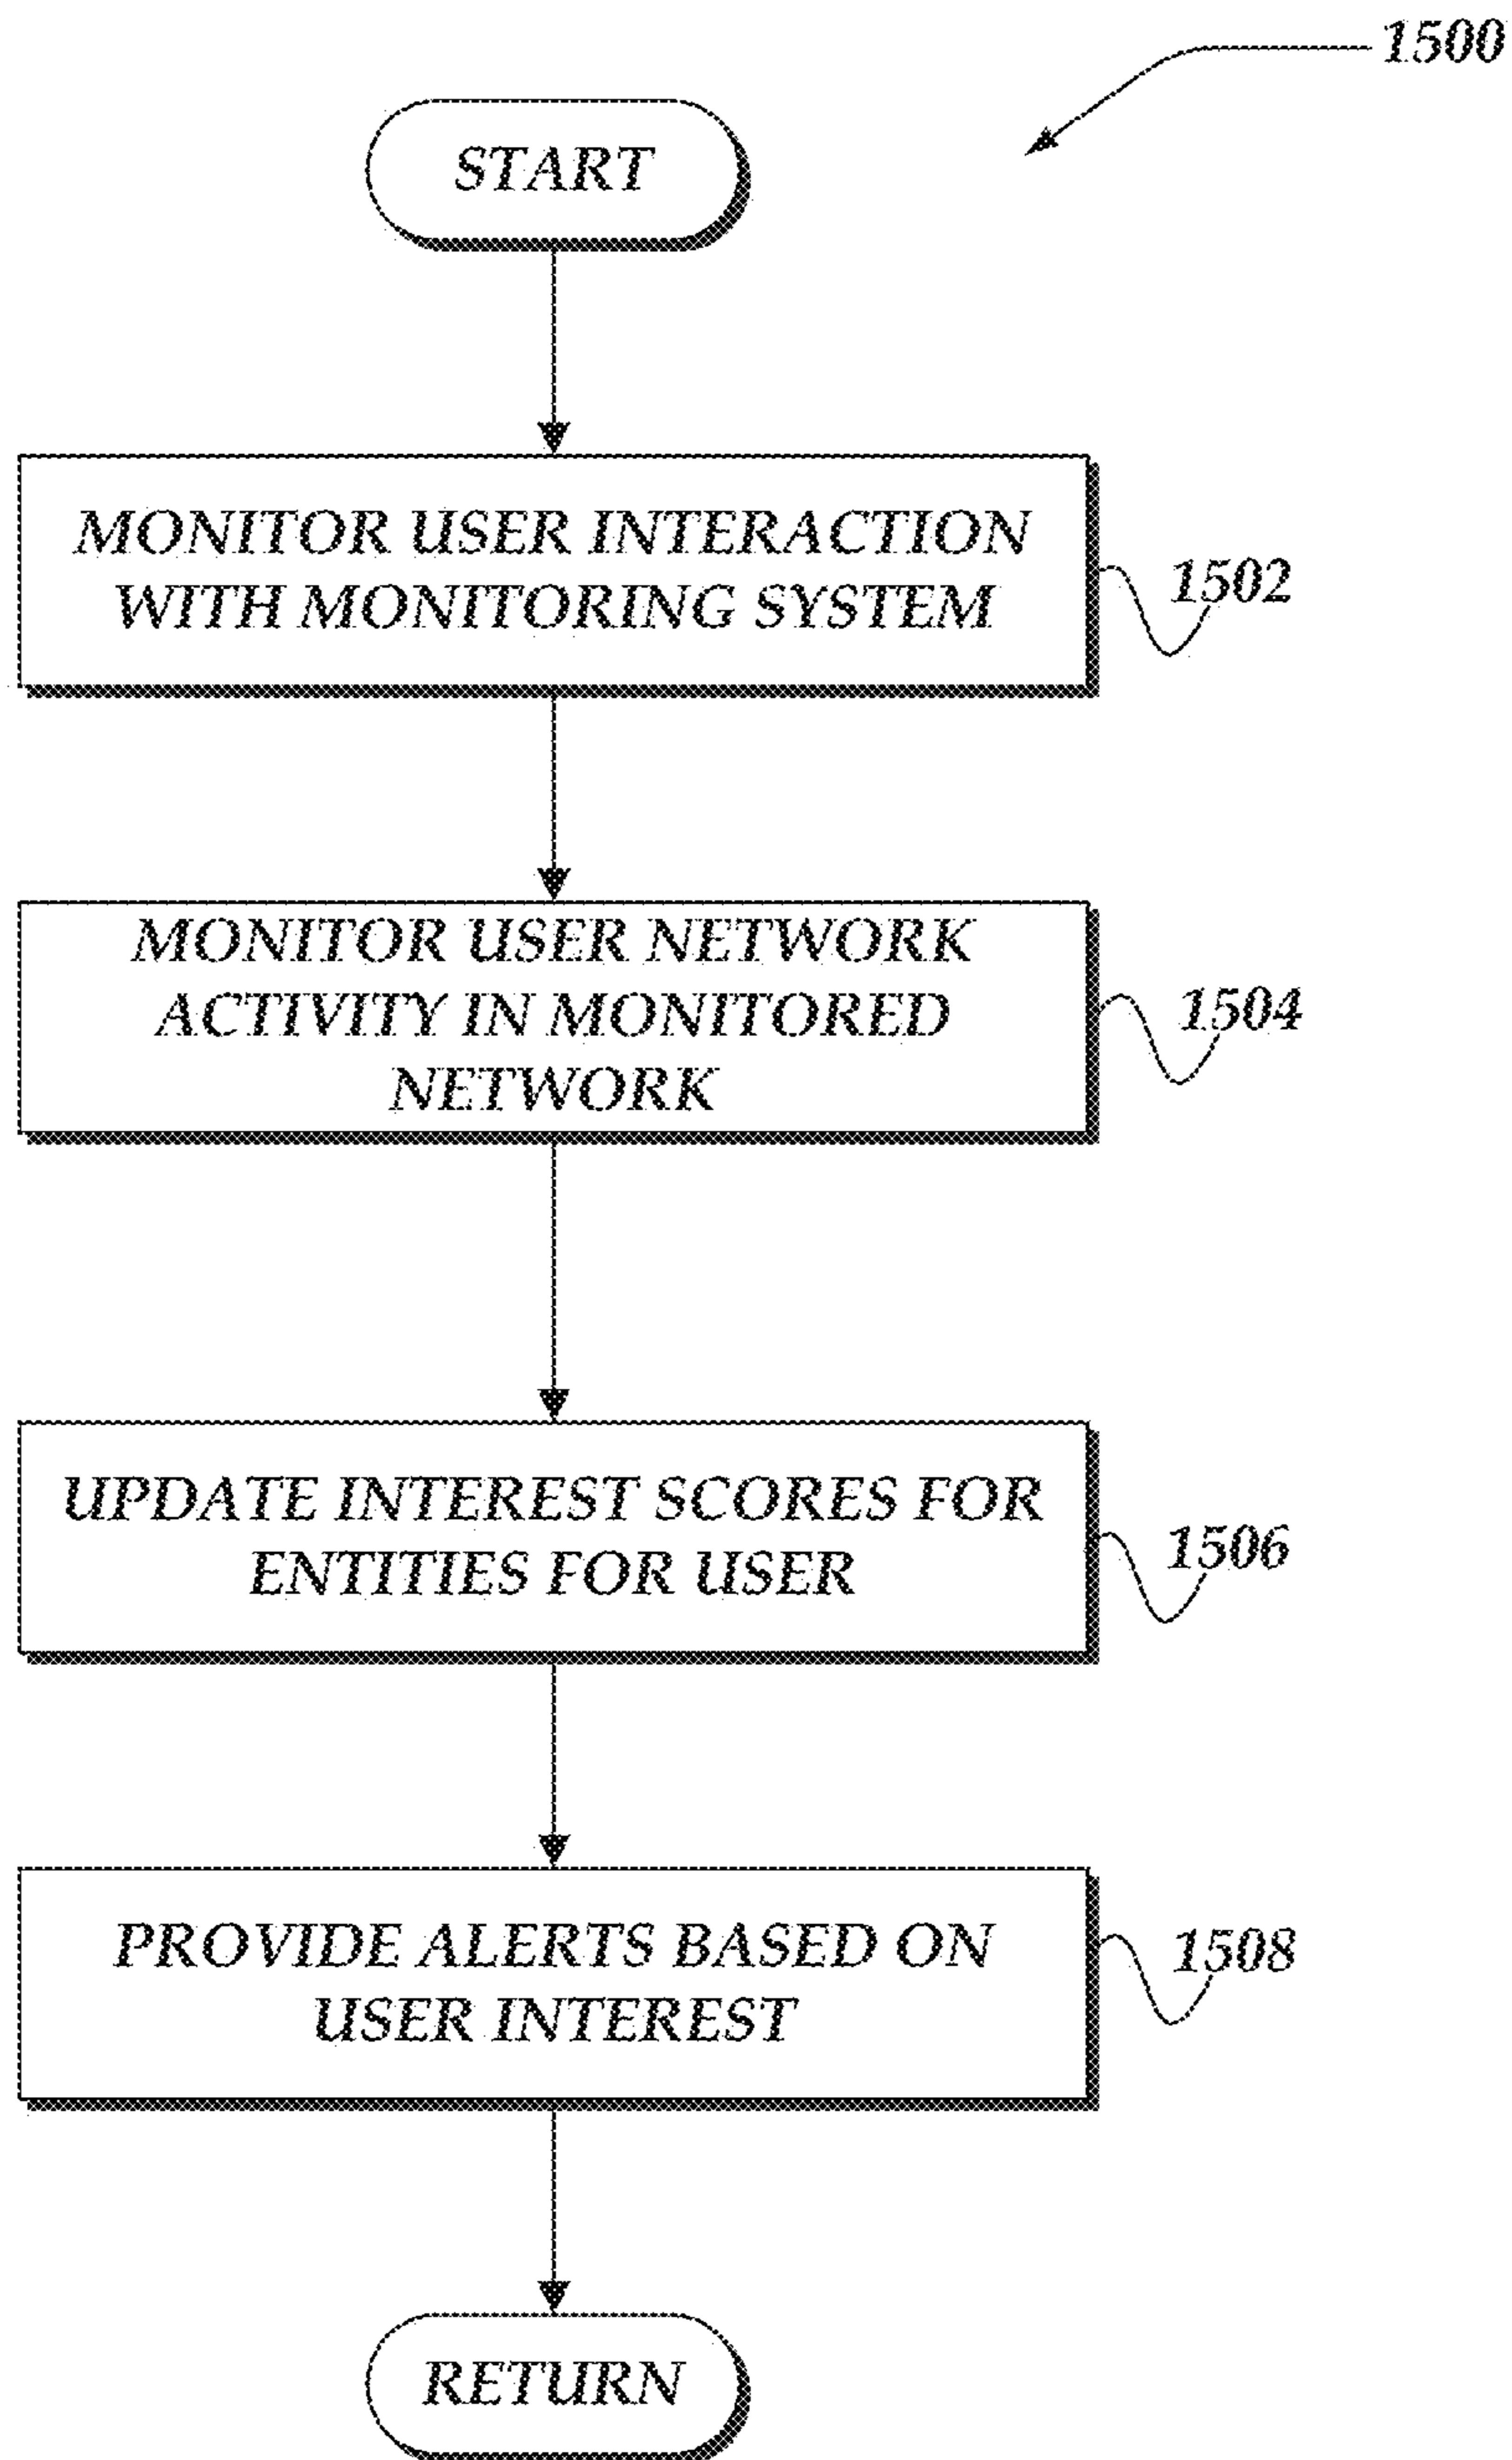 1500
START
MONITOR USER INTERACTION
WITH MONITORING SYSTEM
1502
MONITOR USER NETWORK
ACTIVITY IN MONITORED
NETWORK
1504
UPDATE INTEREST SCORES FOR
ENTITIES FOR USER
1506
PROVIDE ALERTS BASED ON
USER INTEREST
1508
RETURN